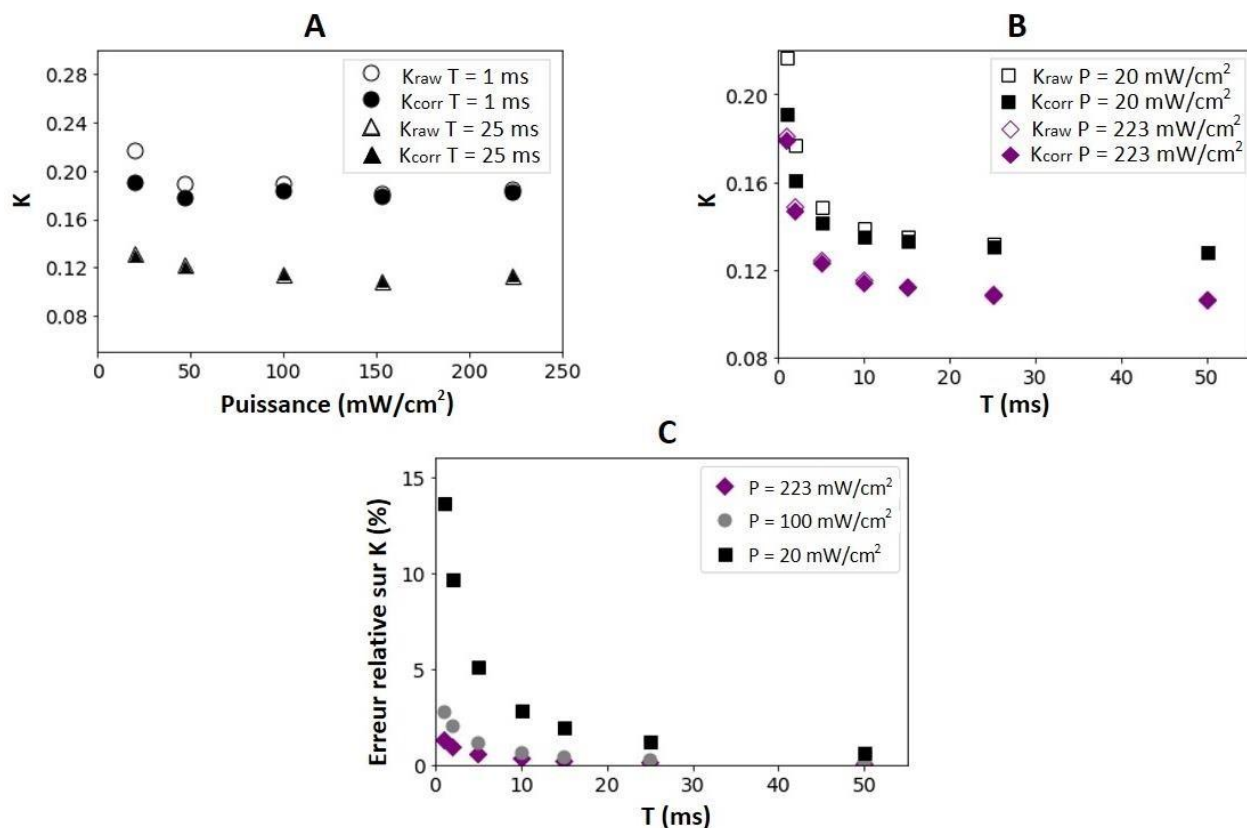 A
K
0.28
0.24
0.20
0.16
0.12
0.08
Kraw T = 1 ms
Kcorr T = 1 ms
Kraw T = 25 ms
Kcorr T = 25 ms
0 50 100 150 200 250
Puissance (mW/cm²)
B
K
0.20
0.16
0.12
0.08
Kraw P = 20 mW/cm²
Kcorr P = 20 mW/cm²
Kraw P = 223 mW/cm²
Kcorr P = 223 mW/cm²
0 10 20 30 40 50
T (ms)
C
Erreur relative sur K (%)
15
10
5
0
P = 223 mW/cm²
P = 100 mW/cm²
P = 20 mW/cm²
0 10 20 30 40 50
T (ms)